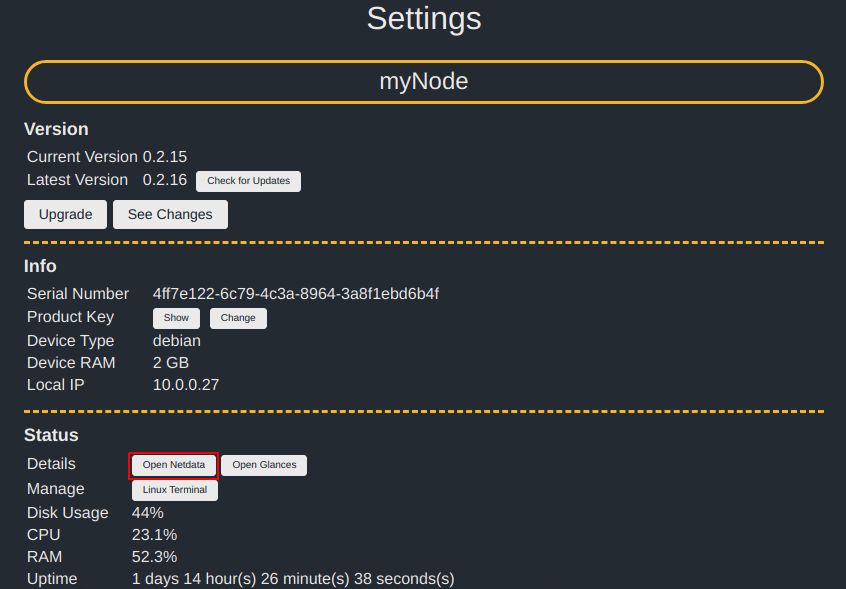 Settings
myNode
Version
Current Version 0.2.15
Latest Version 0.2.16 Check for Updates
Upgrade See Changes
Info
Serial Number 4ff7e122-6c79-4c3a-8964-3a8f1ebd6b4f
Product Key Show Change
Device Type debian
Device RAM 2 GB
Local IP 10.0.0.27
Status
Details Open Netdata Open Glances
Manage Linux Terminal
Disk Usage 44%
CPU 23.1%
RAM 52.3%
Uptime 1 days 14 hour(s) 26 minute(s) 38 seconds(s)